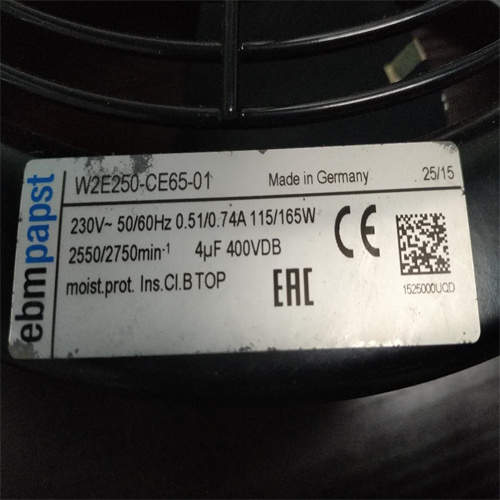 ebmpapst
W2E250-CE65-01 Made in Germany 25/15
230V~ 50/60Hz 0.51/0.74A 115/165W
2550/2750min-1 4µF 400VDB
moist.prot. Ins.Cl.B TOP
CE
EAC
1525000UQD